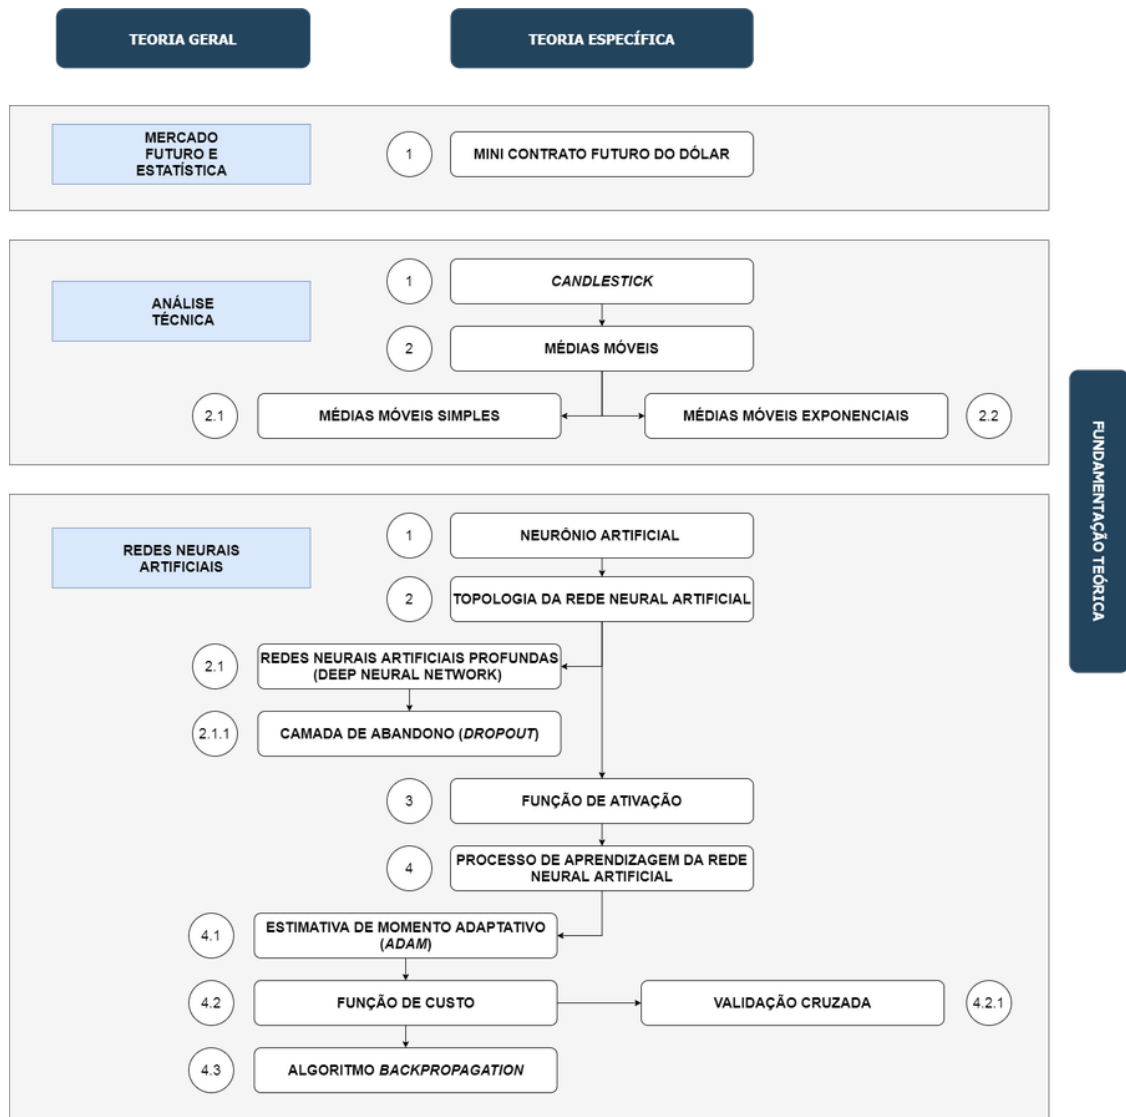 TEORIA GERAL
TEORIA ESPECÍFICA
MERCADO
FUTURO E
ESTATÍSTICA
1
MINI CONTRATO FUTURO DO DÓLAR
ANÁLISE
TÉCNICA
1
CANDLESTICK
2
MÉDIAS MÓVEIS
2.1
MÉDIAS MÓVEIS SIMPLES
MÉDIAS MÓVEIS EXPONENCIAIS
2.2
FUNDAMENTAÇÃO TEÓRICA
REDES NEURAIS
ARTIFICIAIS
1
NEURÔNIO ARTIFICIAL
2
TOPOLOGIA DA REDE NEURAL ARTIFICIAL
2.1
REDES NEURAIS ARTIFICIAIS PROFUNDAS
(DEEP NEURAL NETWORK)
2.1.1
CAMADA DE ABANDONO (DROPOUT)
3
FUNÇÃO DE ATIVAÇÃO
4
PROCESSO DE APRENDIZAGEM DA REDE
NEURAL ARTIFICIAL
4.1
ESTIMATIVA DE MOMENTO ADAPTATIVO
(ADAM)
4.2
FUNÇÃO DE CUSTO
VALIDAÇÃO CRUZADA
4.2.1
4.3
ALGORITMO BACKPROPAGATION